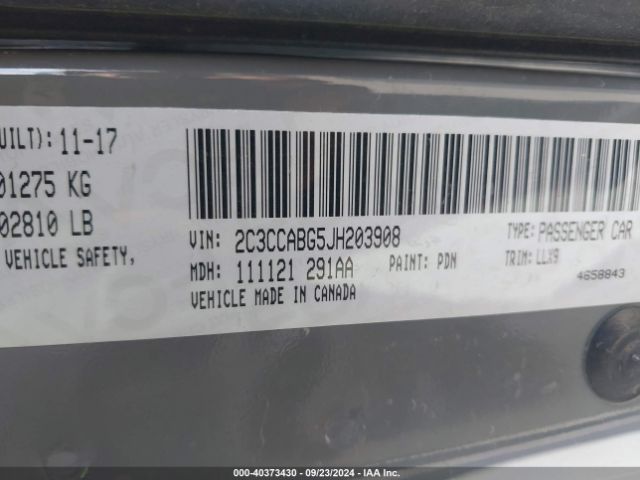 UILT): 11-17
01275 KG
02810 LB
VEHICLE SAFETY,
VIN: 2C3CCABG5JH203908
TYPE: PASSENGER CAR
MDH: 111121 291AA
PAINT: PDN
TRIM: LLX9
VEHICLE MADE IN CANADA
4658843
000-40373430 - 09/23/2024 - IAA Inc.